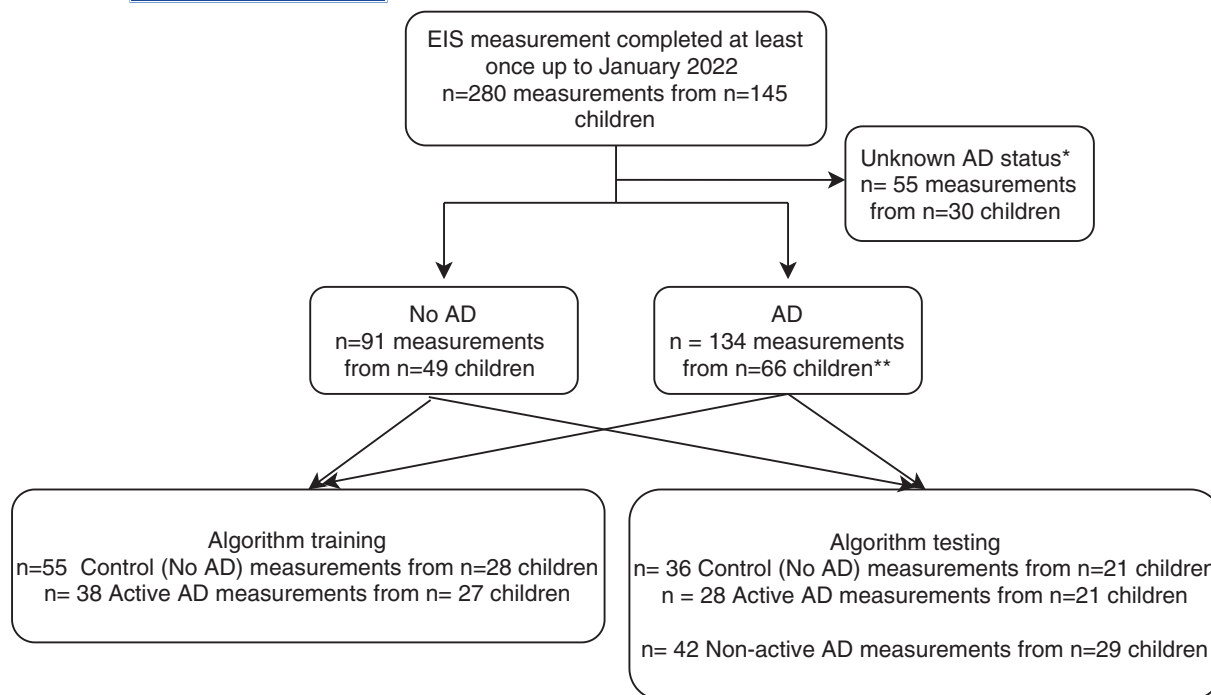 EIS measurement completed at least
once up to January 2022
n=280 measurements from n=145
children
Unknown AD status*
n= 55 measurements
from n=30 children
No AD
n=91 measurements
from n=49 children
AD
n = 134 measurements
from n=66 children**
Algorithm training
n=55 Control (No AD) measurements from n=28 children
n= 38 Active AD measurements from n= 27 children
Algorithm testing
n= 36 Control (No AD) measurements from n=21 children
n = 28 Active AD measurements from n=21 children
n= 42 Non-active AD measurements from n=29 children